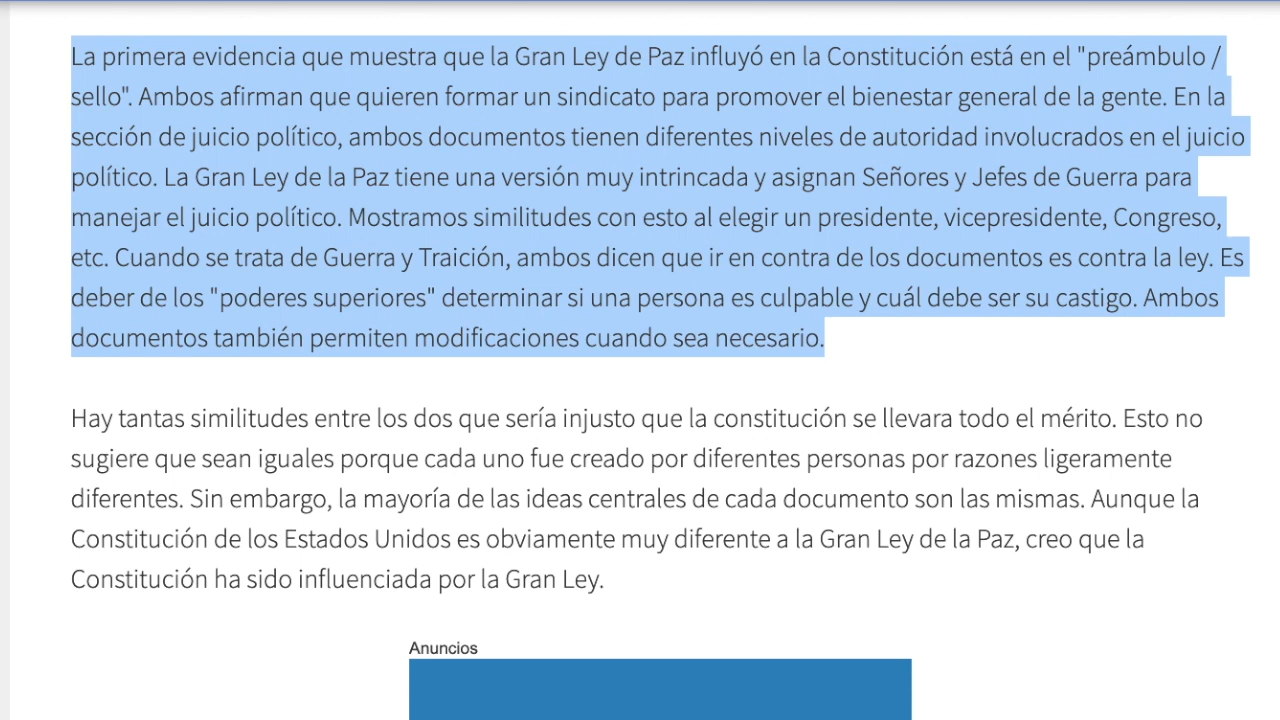 La primera evidencia que muestra que la Gran Ley de Paz influyó en la Constitución está en el "preámbulo /
sello". Ambos afirman que quieren formar un sindicato para promover el bienestar general de la gente. En la
sección de juicio político, ambos documentos tienen diferentes niveles de autoridad involucrados en el juicio
político. La Gran Ley de la Paz tiene una versión muy intrincada y asignan Señores y Jefes de Guerra para
manejar el juicio político. Mostramos similitudes con esto al elegir un presidente, vicepresidente, Congreso,
etc. Cuando se trata de Guerra y Traición, ambos dicen que ir en contra de los documentos es contra la ley. Es
deber de los "poderes superiores" determinar si una persona es culpable y cuál debe ser su castigo. Ambos
documentos también permiten modificaciones cuando sea necesario.
Hay tantas similitudes entre los dos que sería injusto que la constitución se llevara todo el mérito. Esto no
sugiere que sean iguales porque cada uno fue creado por diferentes personas por razones ligeramente
diferentes. Sin embargo, la mayoría de las ideas centrales de cada documento son las mismas. Aunque la
Constitución de los Estados Unidos es obviamente muy diferente a la Gran Ley de la Paz, creo que la
Constitución ha sido influenciada por la Gran Ley.
Anuncios